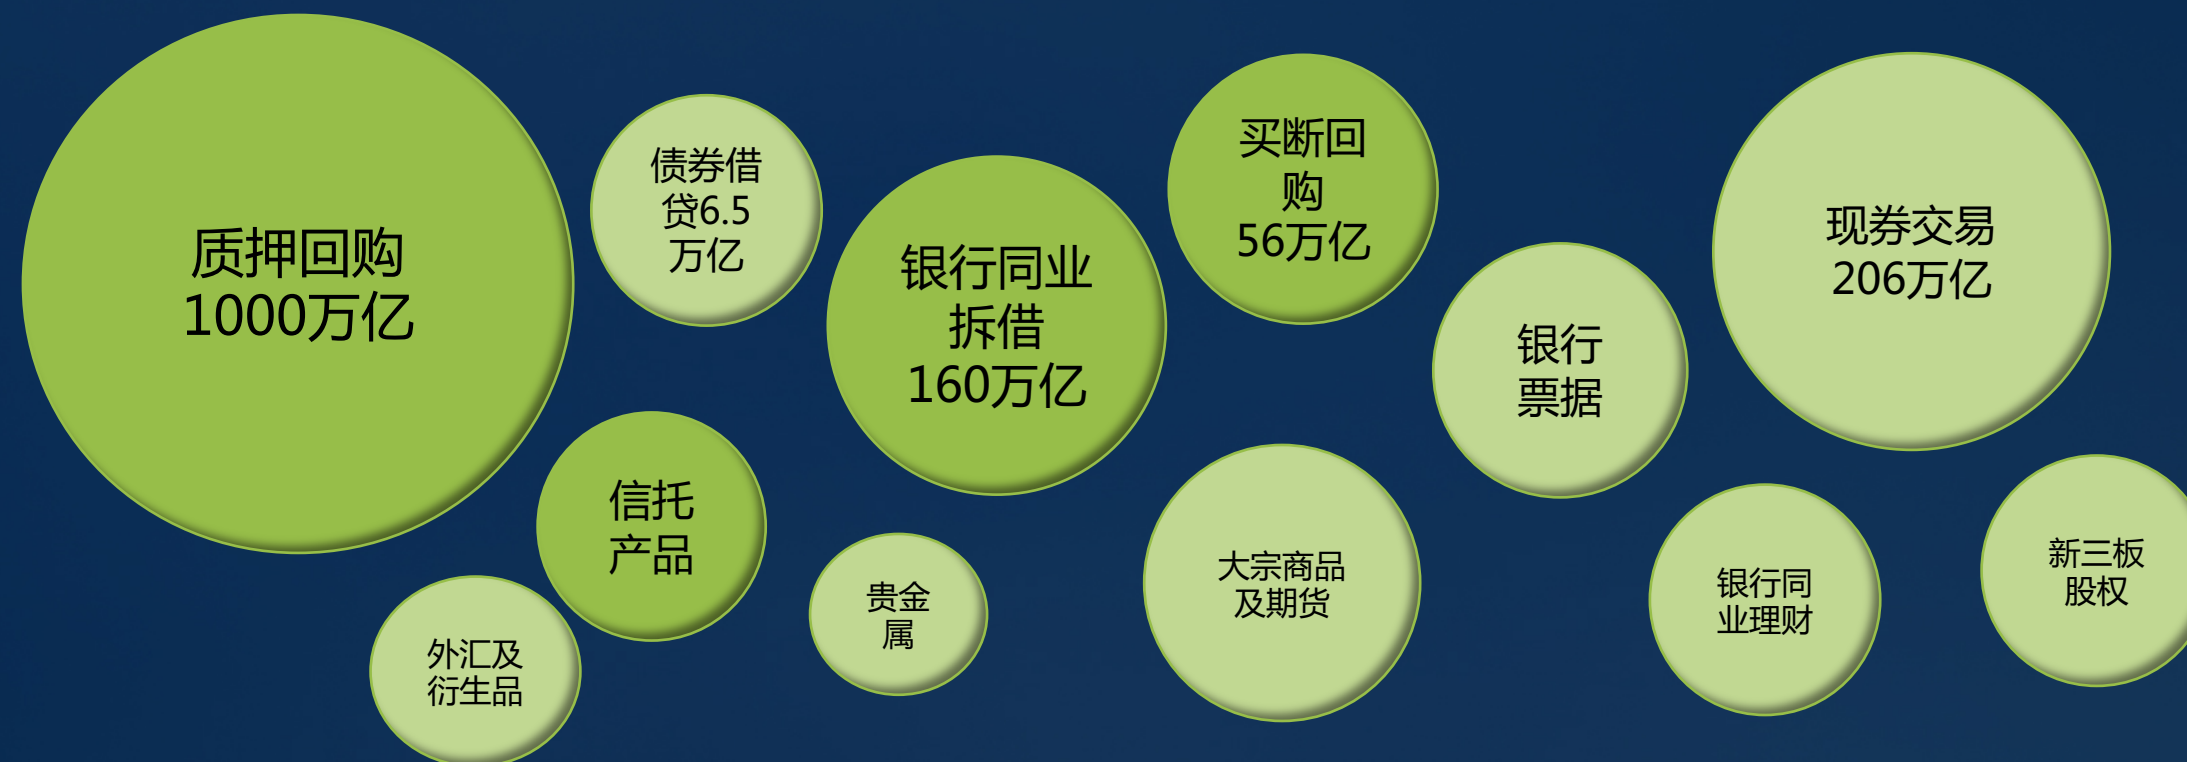 质押回购
1000万亿
债券借
贷6.5
万亿
银行同业
拆借
160万亿
买断回
购
56万亿
银行
票据
现券交易
206万亿
信托
产品
外汇及
衍生品
贵金
属
大宗商品
及期货
银行同
业理财
新三板
股权